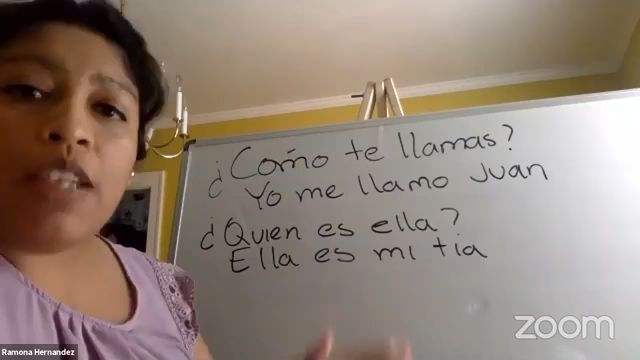 ¿Como te llamas?
Yo me llamo Juan
¿Quien es ella?
Ella es mi tia
zoom
Ramona Hernandez